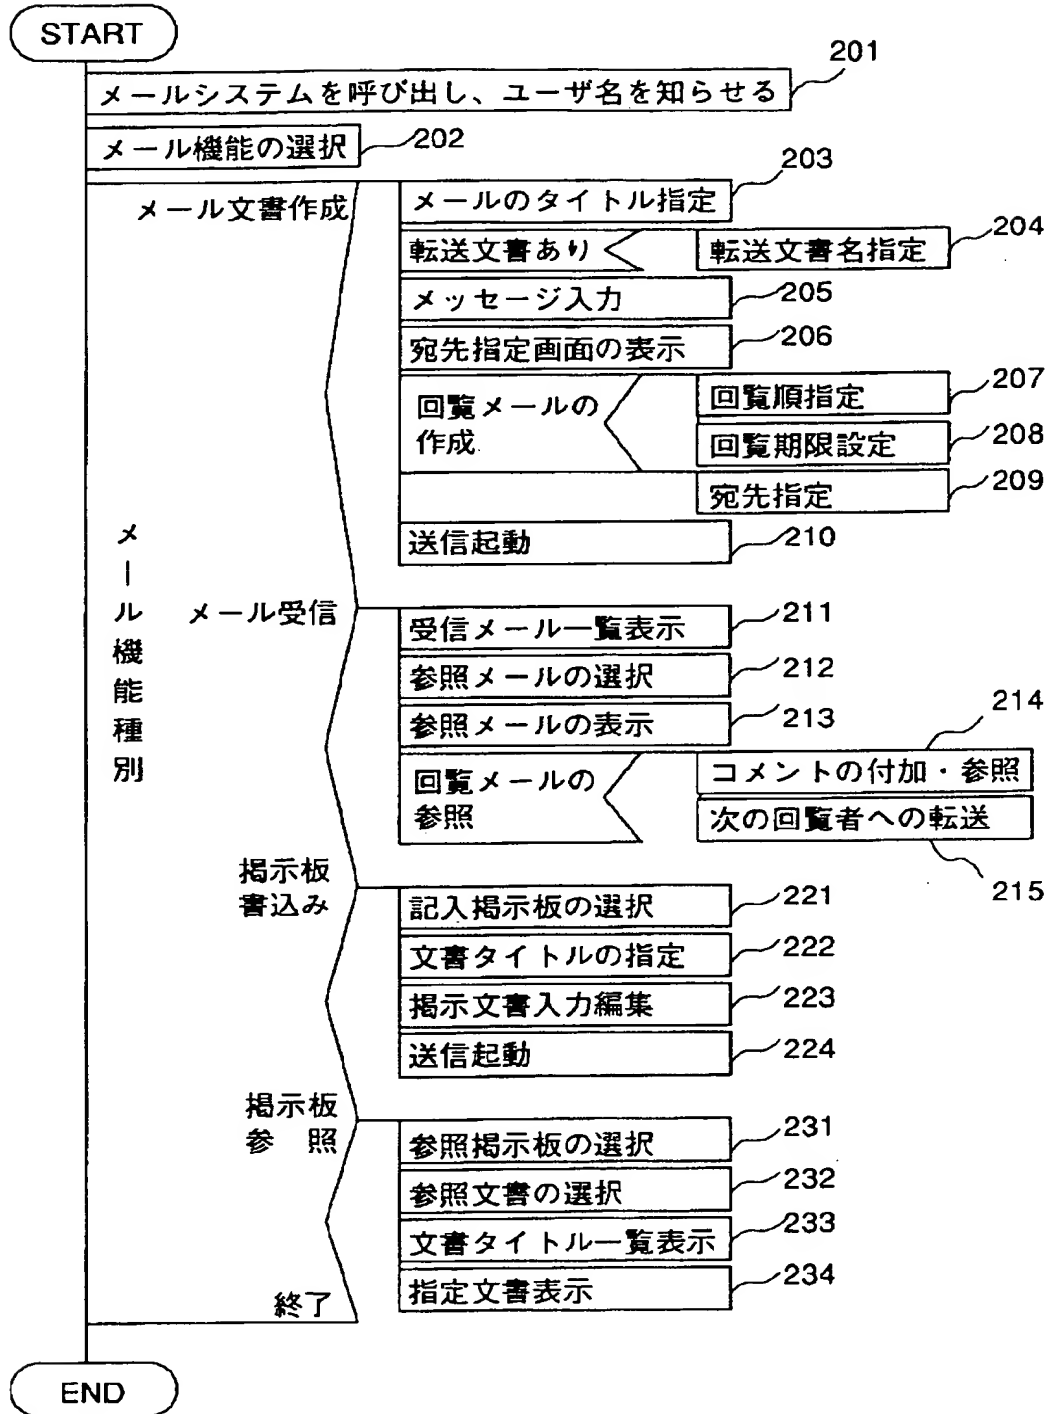 START
メールシステムを呼び出し、ユーザ名を知らせる
201
メール機能の選択
202
メール機能種別
メール文書作成
メールのタイトル指定
203
転送文書あり
転送文書名指定
204
メッセージ入力
205
宛先指定画面の表示
206
回覧メールの
作成
回覧順指定
207
回覧期限設定
208
宛先指定
209
送信起動
210
メール受信
受信メール一覧表示
211
参照メールの選択
212
参照メールの表示
213
回覧メールの
参照
コメントの付加・参照
214
次の回覧者への転送
215
掲示板
書込み
記入掲示板の選択
221
文書タイトルの指定
222
掲示文書入力編集
223
送信起動
224
掲示板
参 照
参照掲示板の選択
231
参照文書の選択
232
文書タイトル一覧表示
233
指定文書表示
234
終了
END